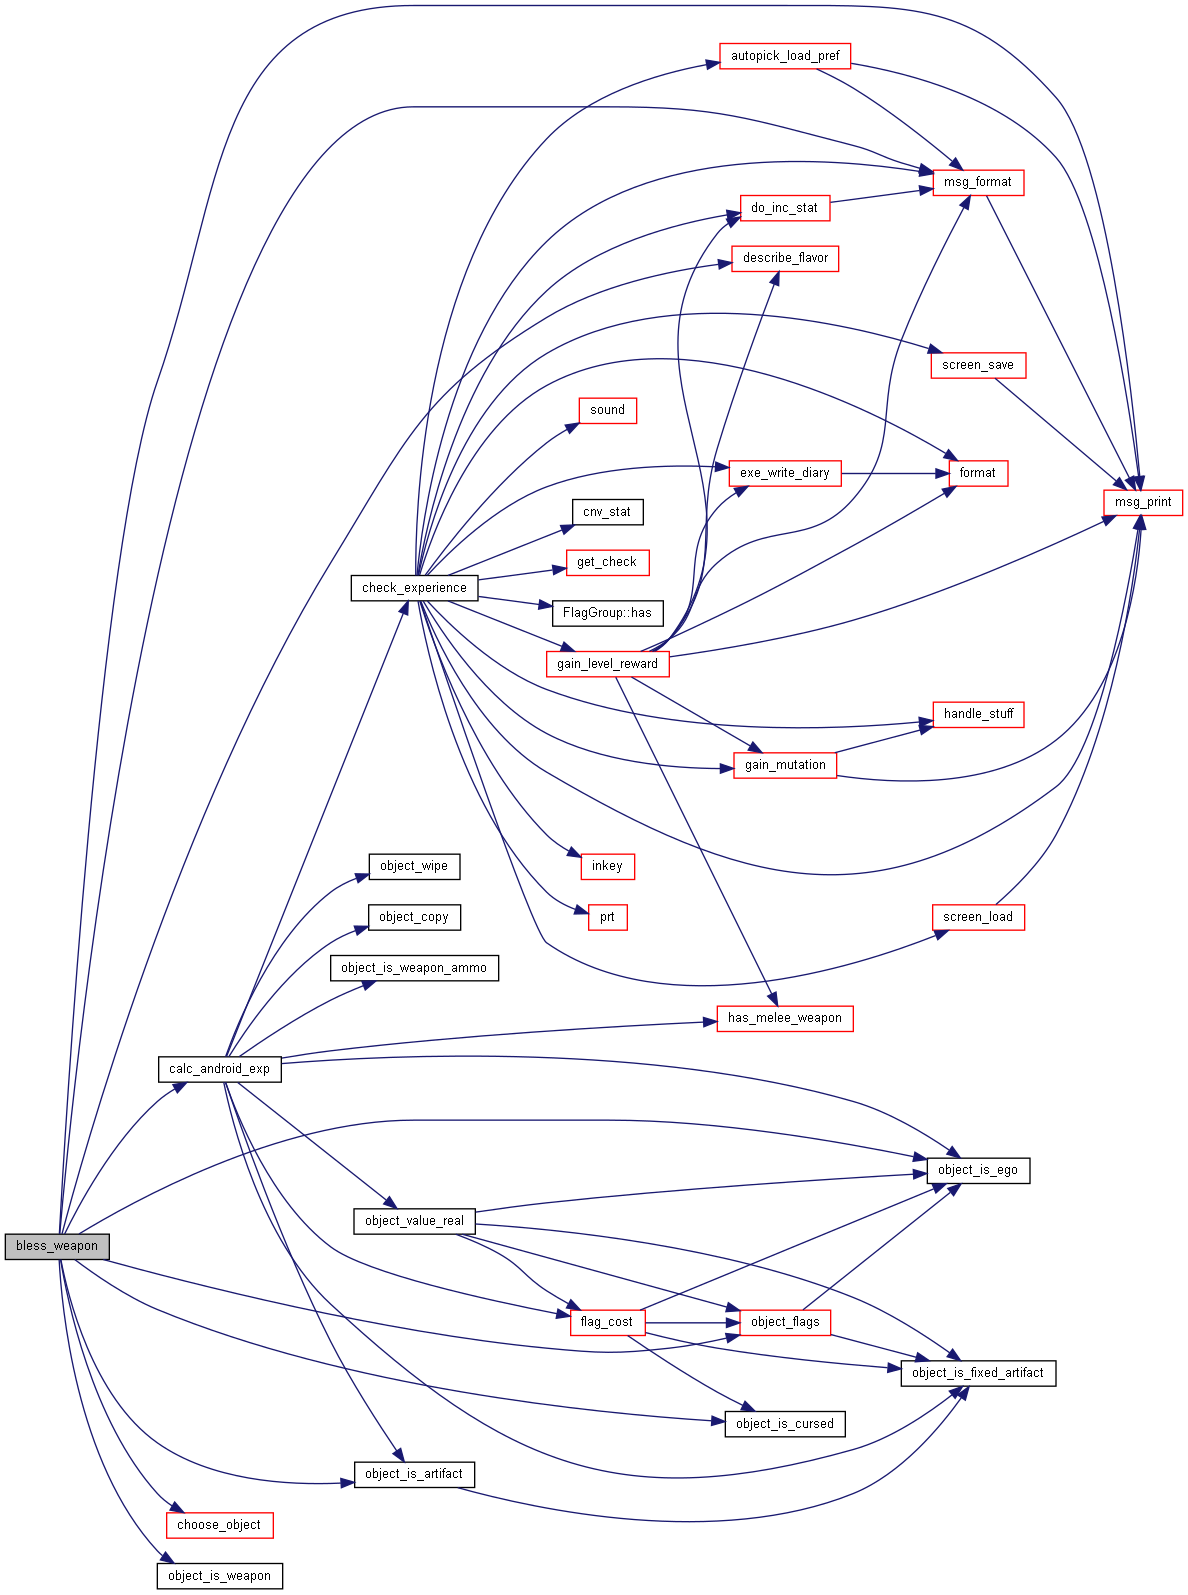 autopick_load_pref
msg_format
do_inc_stat
describe_flavor
screen_save
sound
exe_write_diary
format
msg_print
cnv_stat
get_check
check_experience
FlagGroup::has
gain_level_reward
handle_stuff
gain_mutation
object_wipe
inkey
object_copy
prt
screen_load
object_is_weapon_ammo
has_melee_weapon
calc_android_exp
object_is_ego
object_value_real
bless_weapon
flag_cost
object_flags
object_is_fixed_artifact
object_is_cursed
object_is_artifact
choose_object
object_is_weapon